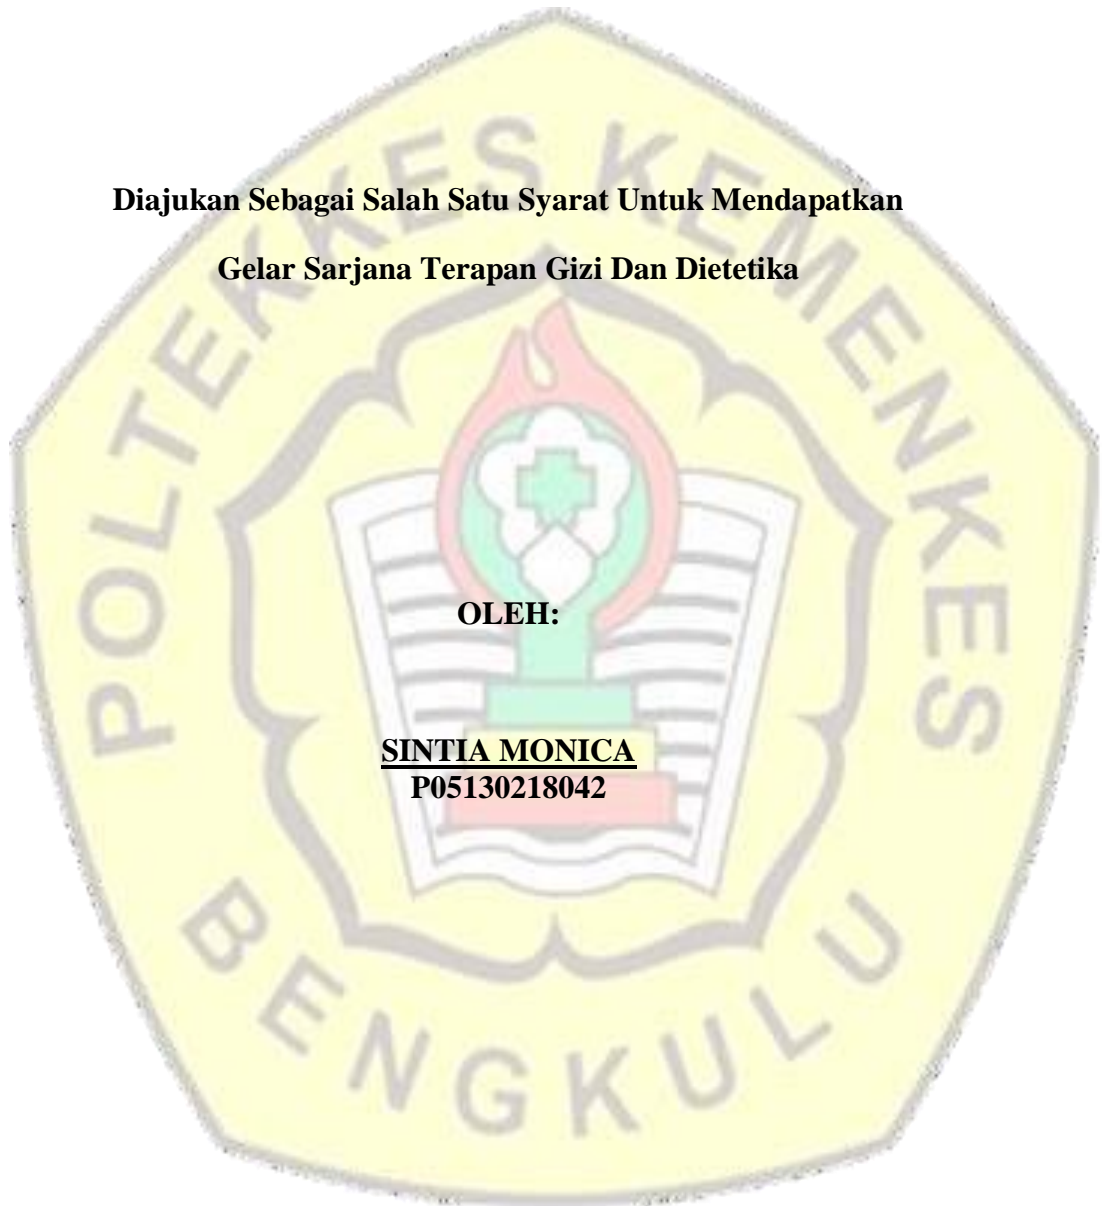 POLTEKKES KEMENKES
Diajukan Sebagai Salah Satu Syarat Untuk Mendapatkan
Gelar Sarjana Terapan Gizi Dan Dietetika
OLEH:
SINTIA MONICA
P05130218042
BENGKULU